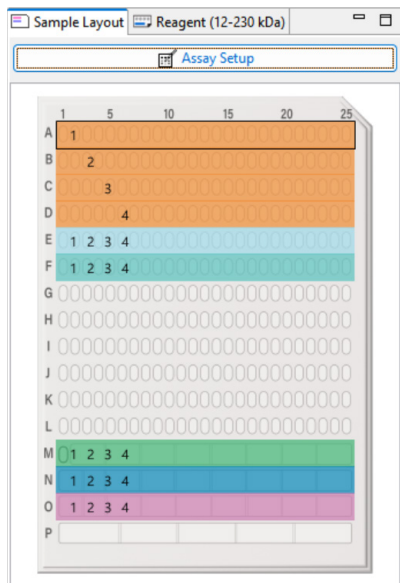 Sample Layout Reagent (12-230 kDa)
Assay Setup
1 5 10 15 20 25
A 1
B 2
C 3
D 4
E 1 2 3 4
F 1 2 3 4
G
H
I
J
K
L
M 1 2 3 4
N 1 2 3 4
O 1 2 3 4
P